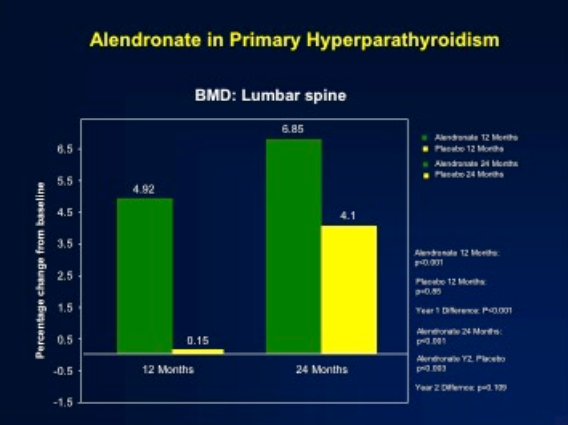 Alendronate in Primary Hyperparathyroidism
BMD: Lumbar spine
Percentage change from baseline
6.5
5.5
4.5
3.5
2.5
1.5
0.5
-0.5
-1.5
4.92
0.15
6.85
4.1
12 Months
24 Months
Alendronate 12 Months
Placebo 12 Months
Alendronate 24 Months
Placebo 24 Months
Alendronate 12 Months:
p<0.001
Placebo 12 Months:
p=0.85
Year 1 Difference: P<0.001
Alendronate 24 Months:
p<0.001
Alendronate Y2, Placebo
p<0.003
Year 2 Differnce: p=0.109